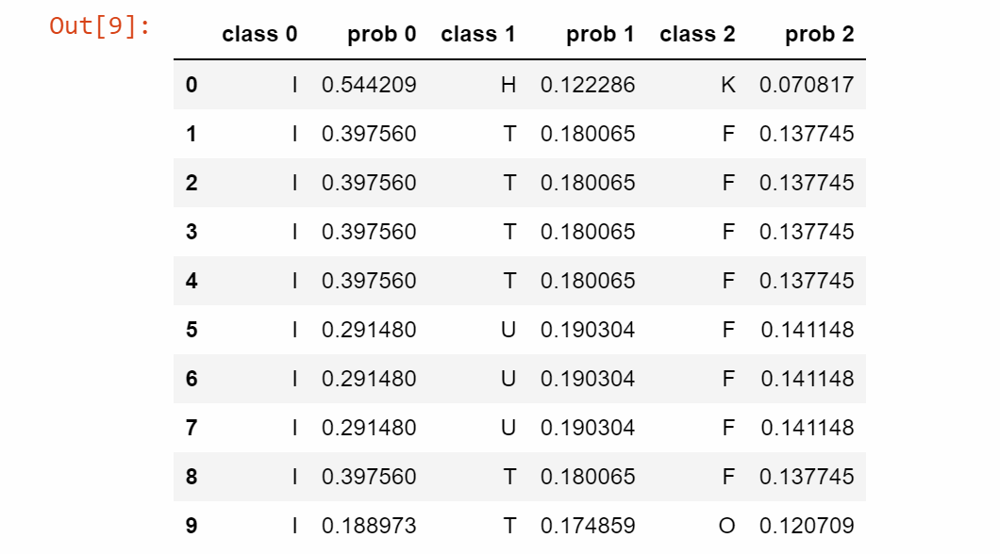 Out[9]:
class 0 prob 0 class 1 prob 1 class 2 prob 2
0 I 0.544209 H 0.122286 K 0.070817
1 I 0.397560 T 0.180065 F 0.137745
2 I 0.397560 T 0.180065 F 0.137745
3 I 0.397560 T 0.180065 F 0.137745
4 I 0.397560 T 0.180065 F 0.137745
5 I 0.291480 U 0.190304 F 0.141148
6 I 0.291480 U 0.190304 F 0.141148
7 I 0.291480 U 0.190304 F 0.141148
8 I 0.397560 T 0.180065 F 0.137745
9 I 0.188973 T 0.174859 O 0.120709